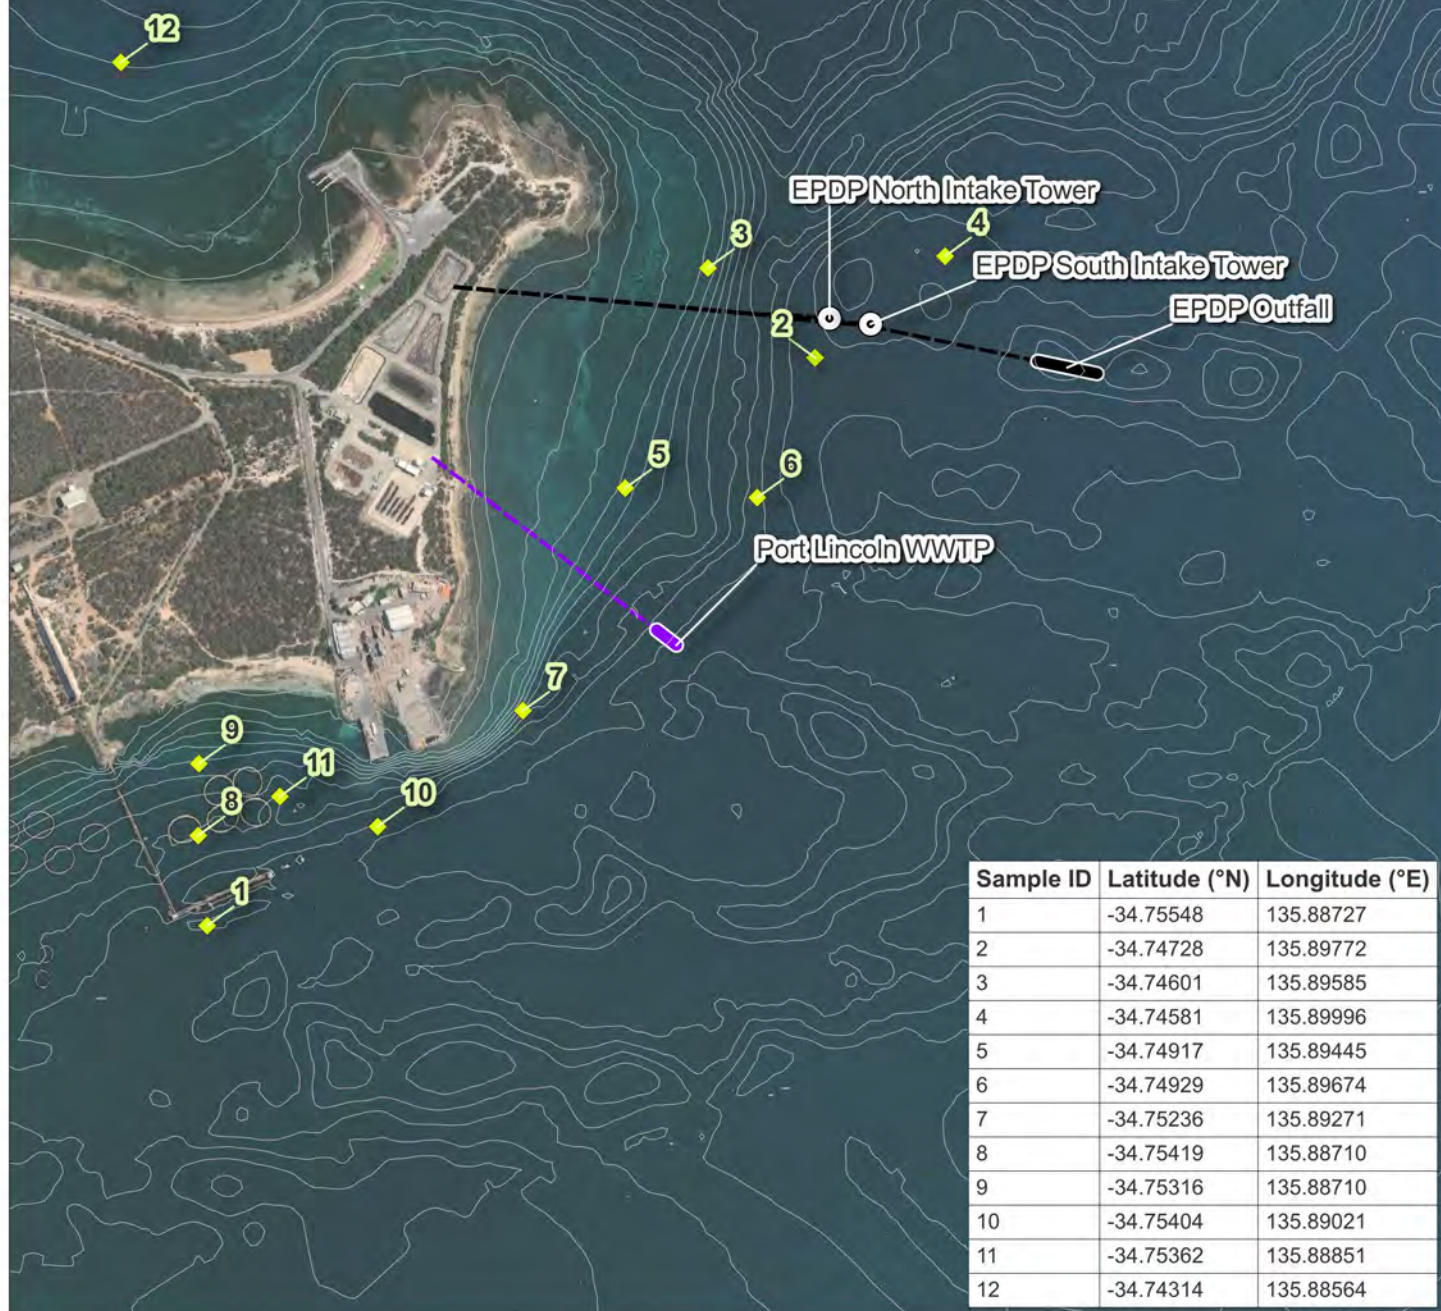 12
EPDP North Intake Tower
3
4
EPDP South Intake Tower
EPDP Outfall
2
5
6
Port Lincoln WWTP
7
9
11
8
10
1
Sample ID Latitude (°N) Longitude (°E)
1 -34.75548 135.88727
2 -34.74728 135.89772
3 -34.74601 135.89585
4 -34.74581 135.89996
5 -34.74917 135.89445
6 -34.74929 135.89674
7 -34.75236 135.89271
8 -34.75419 135.88710
9 -34.75316 135.88710
10 -34.75404 135.89021
11 -34.75362 135.88851
12 -34.74314 135.88564